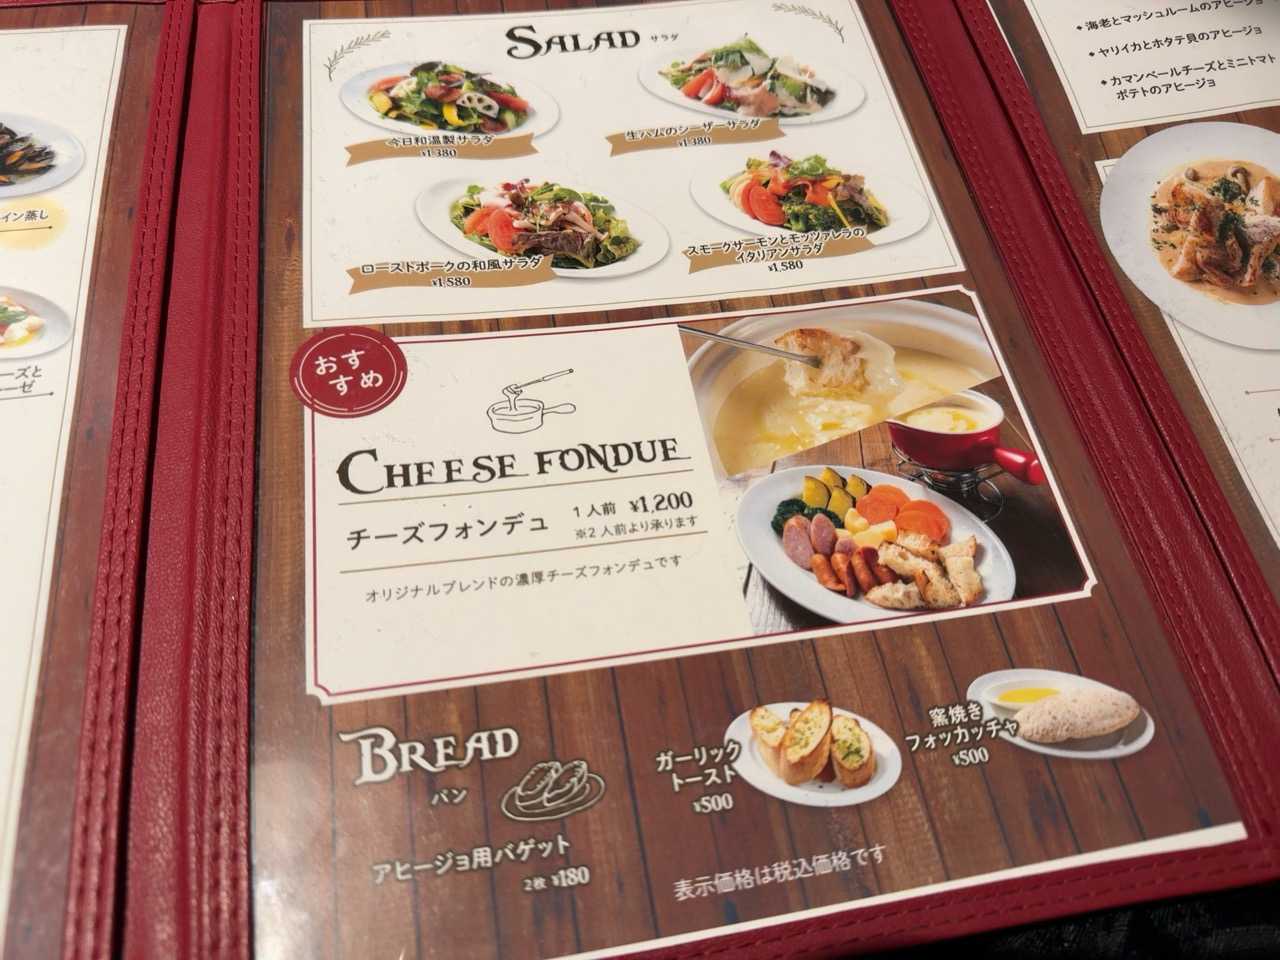 イン蒸し
ーズと
ーゼ
SALAD サラダ
¥1,380
生ハムのシーザーサラダ
¥1,380
ローストポークの和風サラダ
¥1,580
スモークサーモンとモッツァレラの
イタリアンサラダ
¥1,580
おす
すめ
CHEESE FONDUE
チーズフォンデュ 1人前 ¥1,200
※2人前より承ります
オリジナルブレンドの濃厚チーズフォンデュです
BREAD
パン
アヒージョ用バゲット
2枚 ¥180
ガーリック
トースト
¥500
窯焼き
フォッカッチャ
¥500
表示価格は税込価格です
◆海老とマッシュルームのアヒージョ
◆ヤリイカとホタテ貝のアヒージョ
◆カマンベールチーズとミニトマト
ポテトのアヒージョ